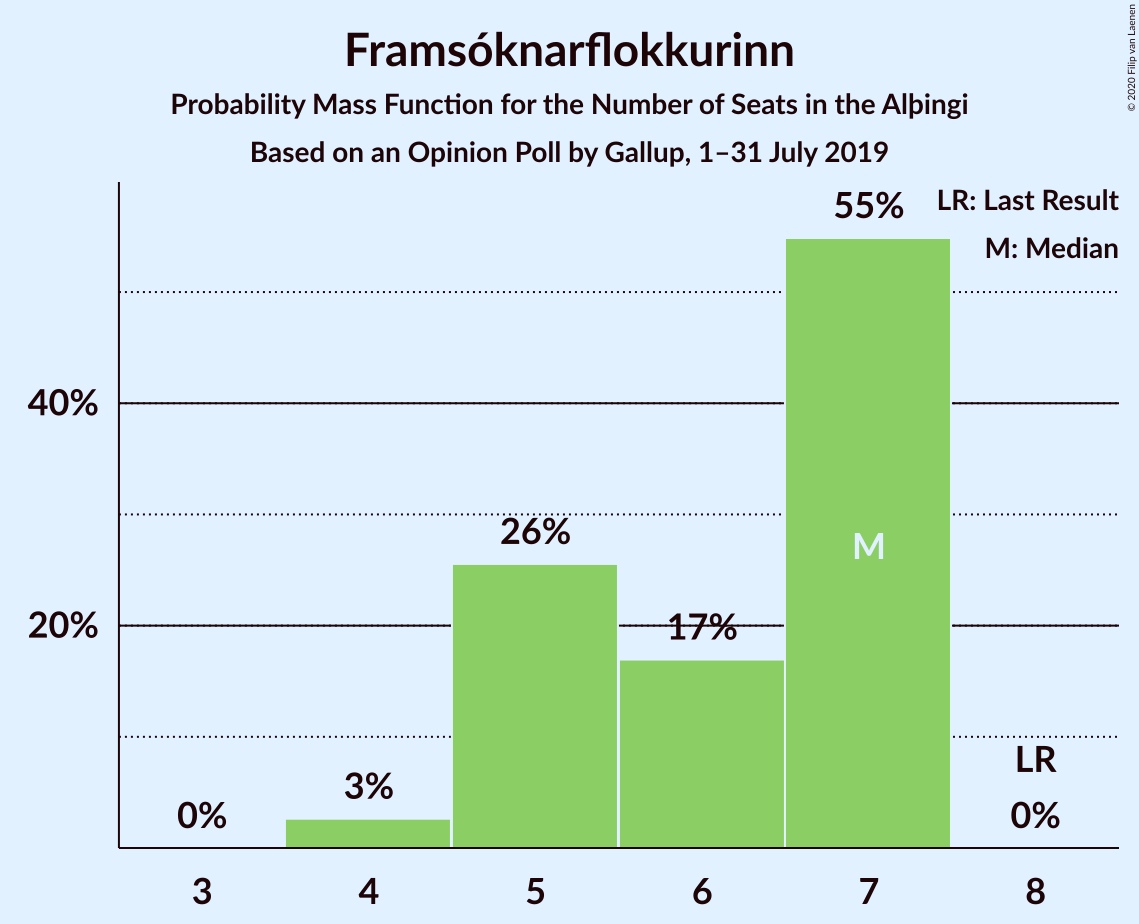 Framsóknarflokkurinn
Probability Mass Function for the Number of Seats in the Alþingi
Based on an Opinion Poll by Gallup, 1–31 July 2019
© 2020 Filip van Laenen
LR: Last Result
M: Median
55%
40%
26%
M
20%
17%
LR
3%
0%
0%
3 4 5 6 7 8